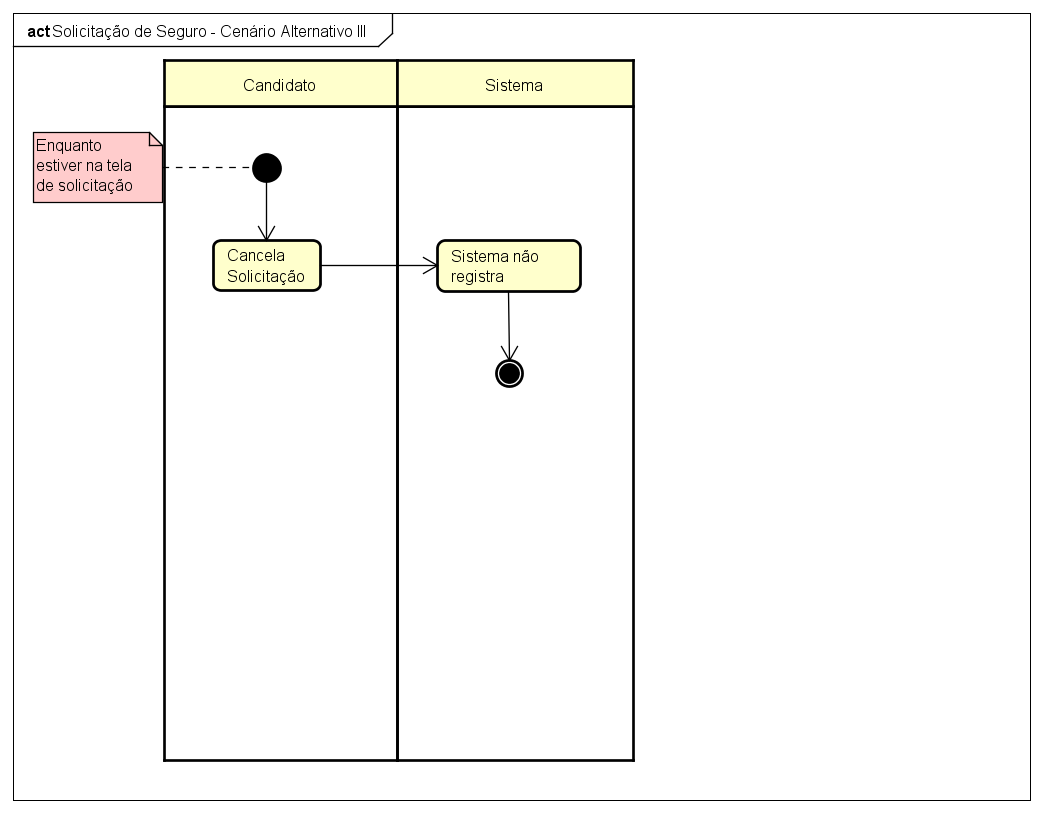 act Solicitação de Seguro - Cenário Alternativo III
Candidato
Sistema
Enquanto
estiver na tela
de solicitação
Cancela
Solicitação
Sistema não
registra